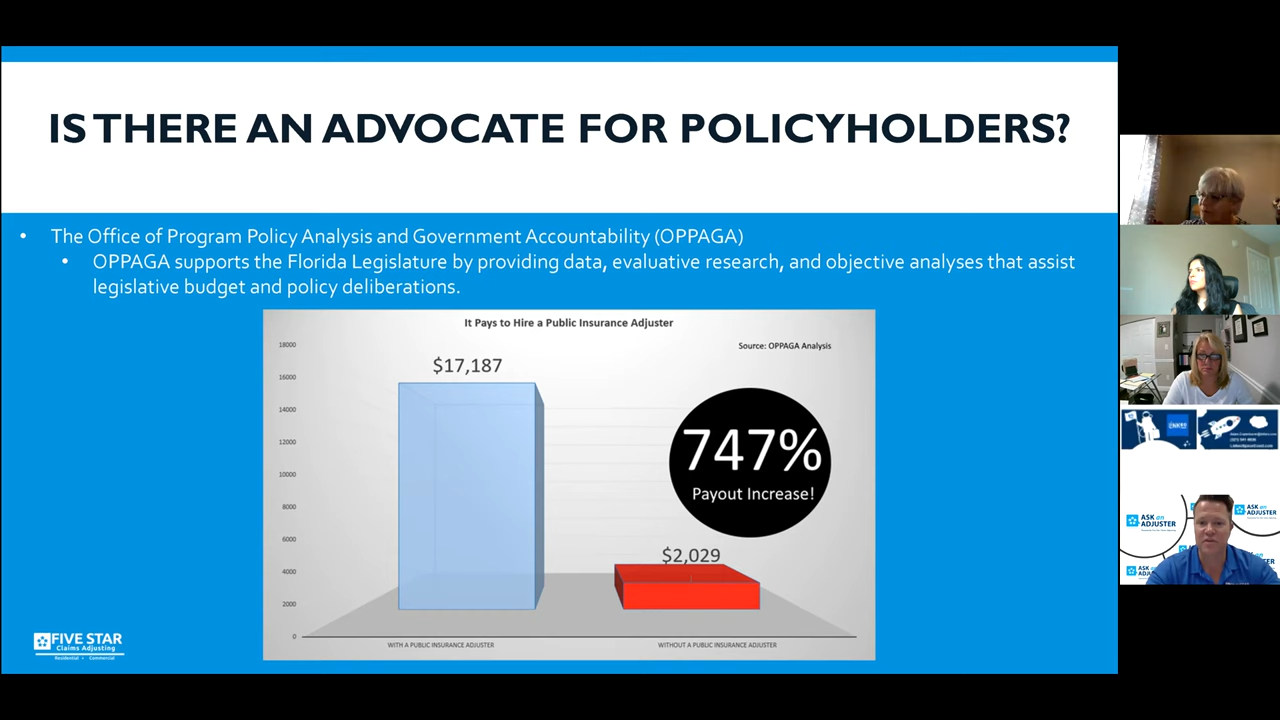 IS THERE AN ADVOCATE FOR POLICYHOLDERS?
• The Office of Program Policy Analysis and Government Accountability (OPPAGA)
• OPPAGA supports the Florida Legislature by providing data, evaluative research, and objective analyses that assist
legislative budget and policy deliberations.
It Pays to Hire a Public Insurance Adjuster
Source: OPPAGA Analysis
18000
16000
14000
12000
10000
8000
6000
4000
2000
0
$17,187
747%
Payout Increase!
$2,029
WITH A PUBLIC INSURANCE ADJUSTER
WITHOUT A PUBLIC INSURANCE ADJUSTER
FIVE STAR
Claims Adjusting
Residential • Commercial
ASK an
ADJUSTER
ASK an
ADJUSTER